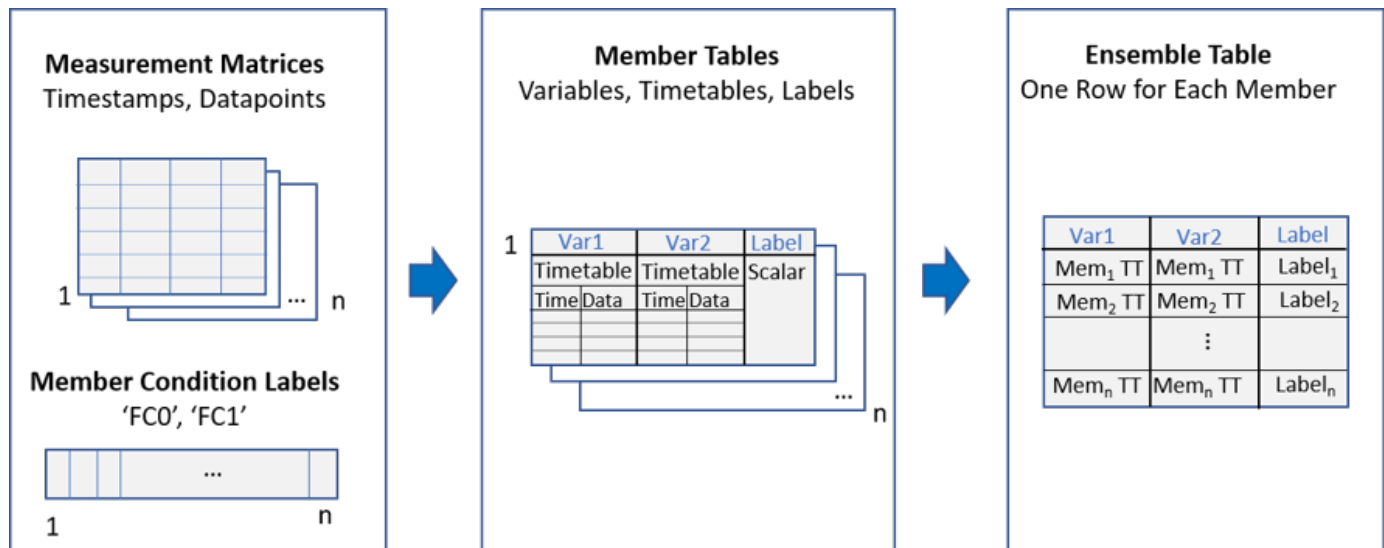 Measurement Matrices
Timestamps, Datapoints
1
...
n
Member Condition Labels
‘FC0’, ‘FC1’
...
1
n
Member Tables
Variables, Timetables, Labels
1
Var1 Var2 Label
Timetable Timetable Scalar
Time Data Time Data
...
n
Ensemble Table
One Row for Each Member
Var1 Var2 Label
Mem₁ TT Mem₁ TT Label₁
Mem₂ TT Mem₂ TT Label₂
⋮
Memₙ TT Memₙ TT Labelₙ